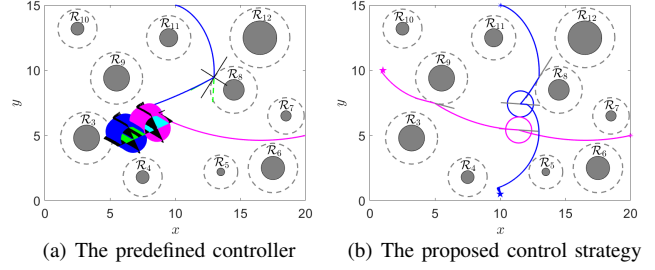 15
10
5
0
y
0
5
10
15
20
x
R10
R11
R12
R9
R8
R7
R3
R6
R5
R4
(a) The predefined controller
15
10
5
0
y
0
5
10
15
20
x
R10
R11
R12
R9
R8
R7
R3
R6
R5
R4
(b) The proposed control strategy